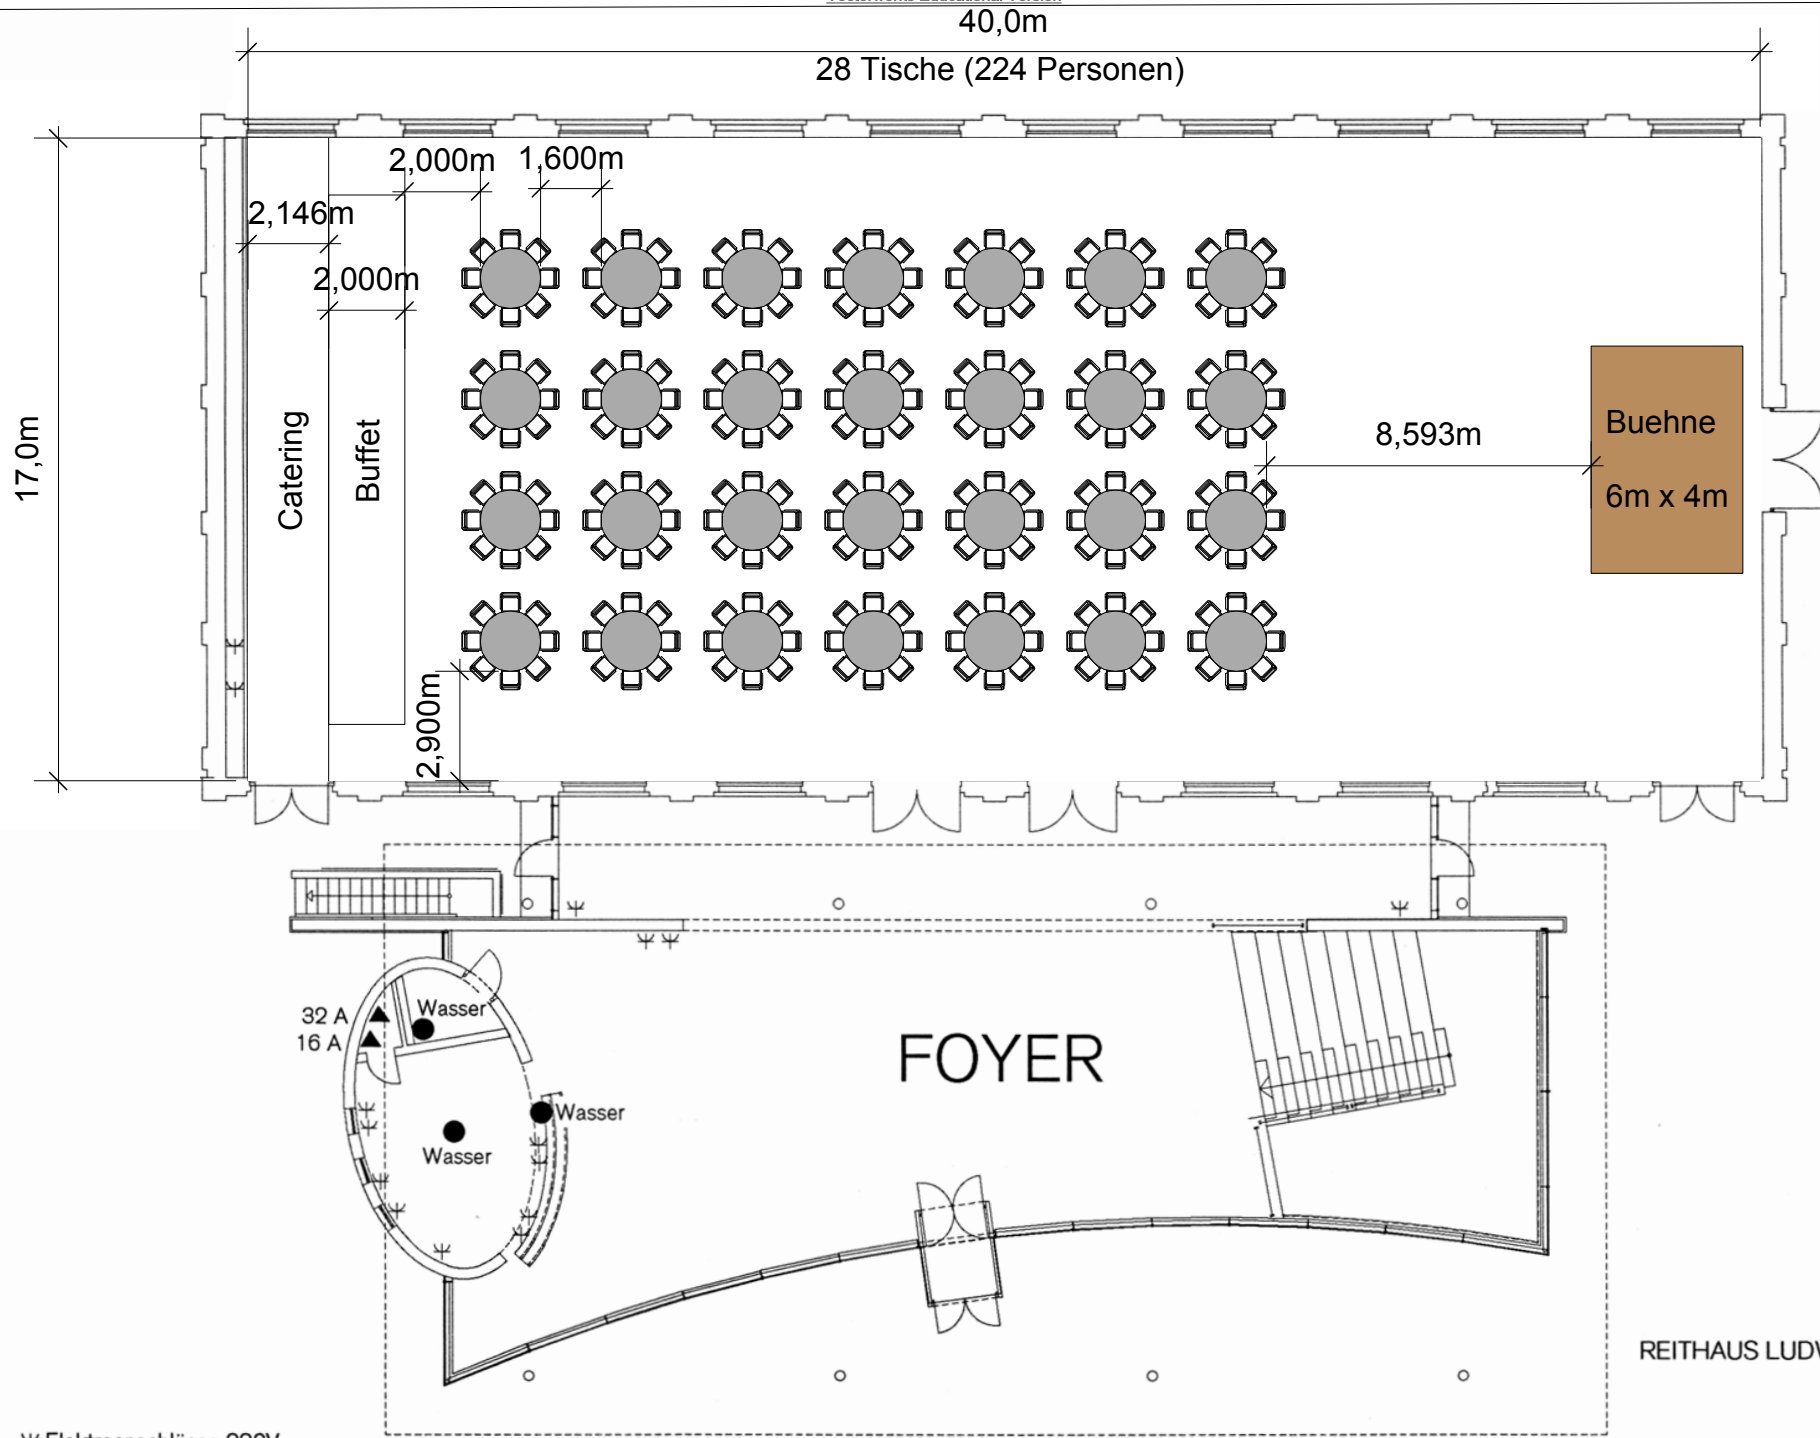 40,0m
28 Tische (224 Personen)
2,000m
1,600m
2,146m
2,000m
17,0m
Catering
Buffet
8,593m
Buehne
6m x 4m
2,900m
32 A
16 A
Wasser
Wasser
Wasser
FOYER
REITHAUS